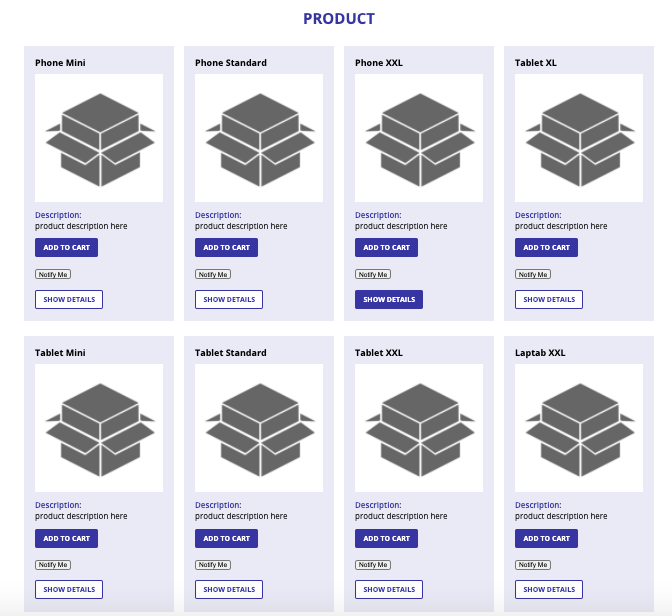 PRODUCT
Phone Mini
Description:
product description here
ADD TO CART
Notify Me
SHOW DETAILS
Phone Standard
Description:
product description here
ADD TO CART
Notify Me
SHOW DETAILS
Phone XXL
Description:
product description here
ADD TO CART
Notify Me
SHOW DETAILS
Tablet XL
Description:
product description here
ADD TO CART
Notify Me
SHOW DETAILS
Tablet Mini
Description:
product description here
ADD TO CART
Notify Me
SHOW DETAILS
Tablet Standard
Description:
product description here
ADD TO CART
Notify Me
SHOW DETAILS
Tablet XXL
Description:
product description here
ADD TO CART
Notify Me
SHOW DETAILS
Laptab XXL
Description:
product description here
ADD TO CART
Notify Me
SHOW DETAILS